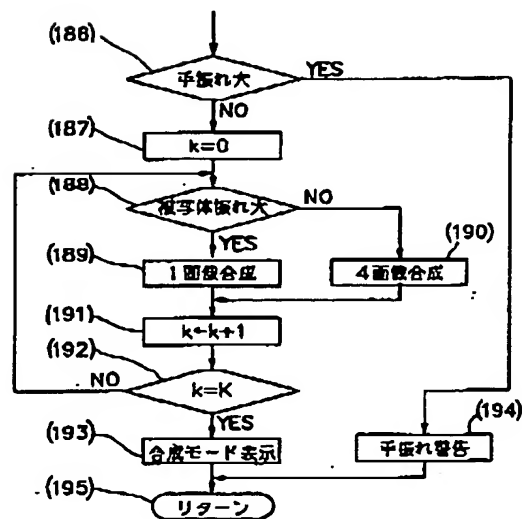 (186)
手振れ大
YES
NO
(187)
k=0
(188)
被写体振れ大
NO
YES
(189)
1画像合成
(190)
4画像合成
(191)
k←k+1
(192)
NO
k=K
YES
(193)
合成モード表示
(194)
手振れ警告
(195)
リターン